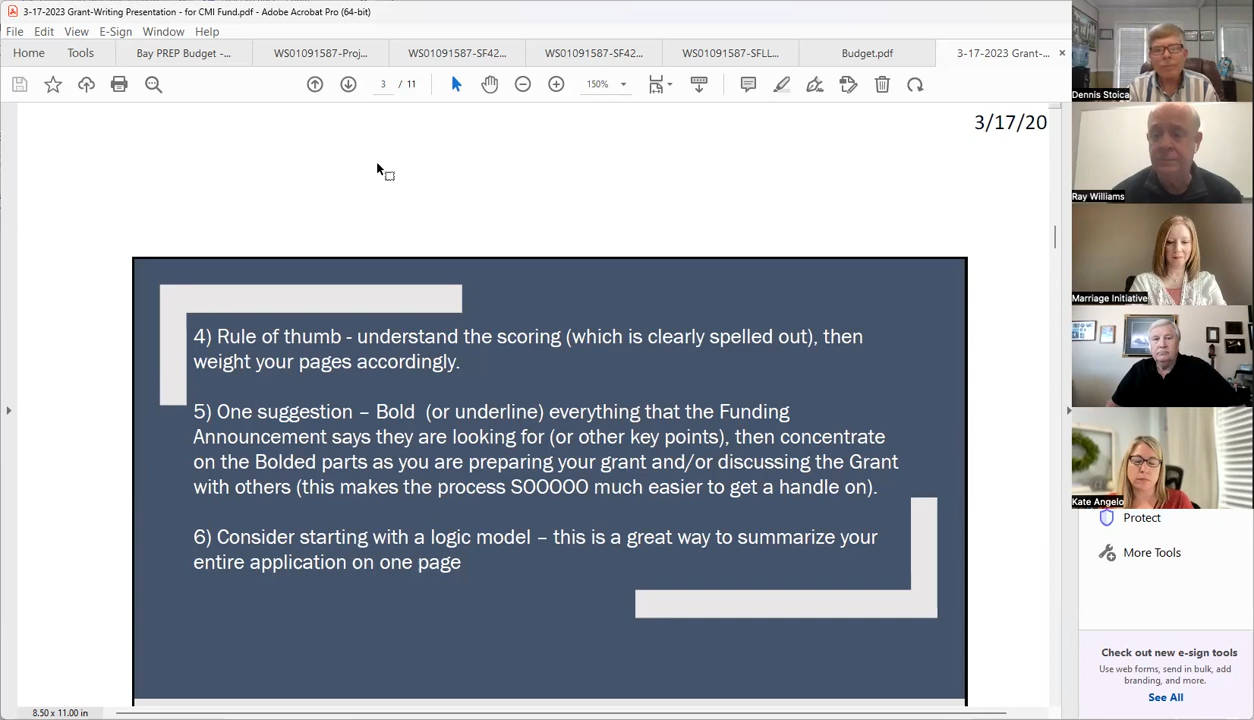 3-17-2023 Grant-Writing Presentation - for CMI Fund.pdf - Adobe Acrobat Pro (64-bit)
File Edit View E-Sign Window Help
Home Tools Bay PREP Budget -... WS01091587-Proj... WS01091587-SF42... WS01091587-SF42... WS01091587-SFLL... Budget.pdf 3-17-2023 Grant-... ×
3 / 11 150%
3/17/20
4) Rule of thumb - understand the scoring (which is clearly spelled out), then
weight your pages accordingly.
5) One suggestion – Bold (or underline) everything that the Funding
Announcement says they are looking for (or other key points), then concentrate
on the Bolded parts as you are preparing your grant and/or discussing the Grant
with others (this makes the process SOOOOO much easier to get a handle on).
6) Consider starting with a logic model – this is a great way to summarize your
entire application on one page
8.50 x 11.00 in
Dennis Stoica
Ray Williams
Marriage Initiative
Kate Angelo
Protect
More Tools
Check out new e-sign tools
Use web forms, send in bulk, add
branding, and more.
See All